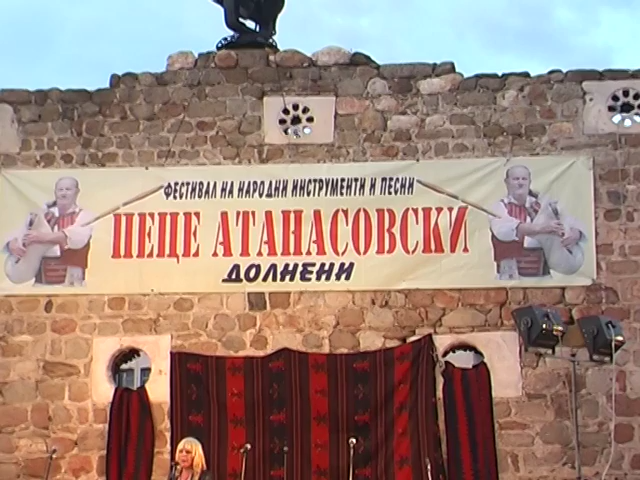 ФЕСТИВАЛ НА НАРОДНИ ИНСТРУМЕНТИ И ПЕСНИ
ПЕЦЕ АТАНАСОВСКИ
ДОЛНЕНИ